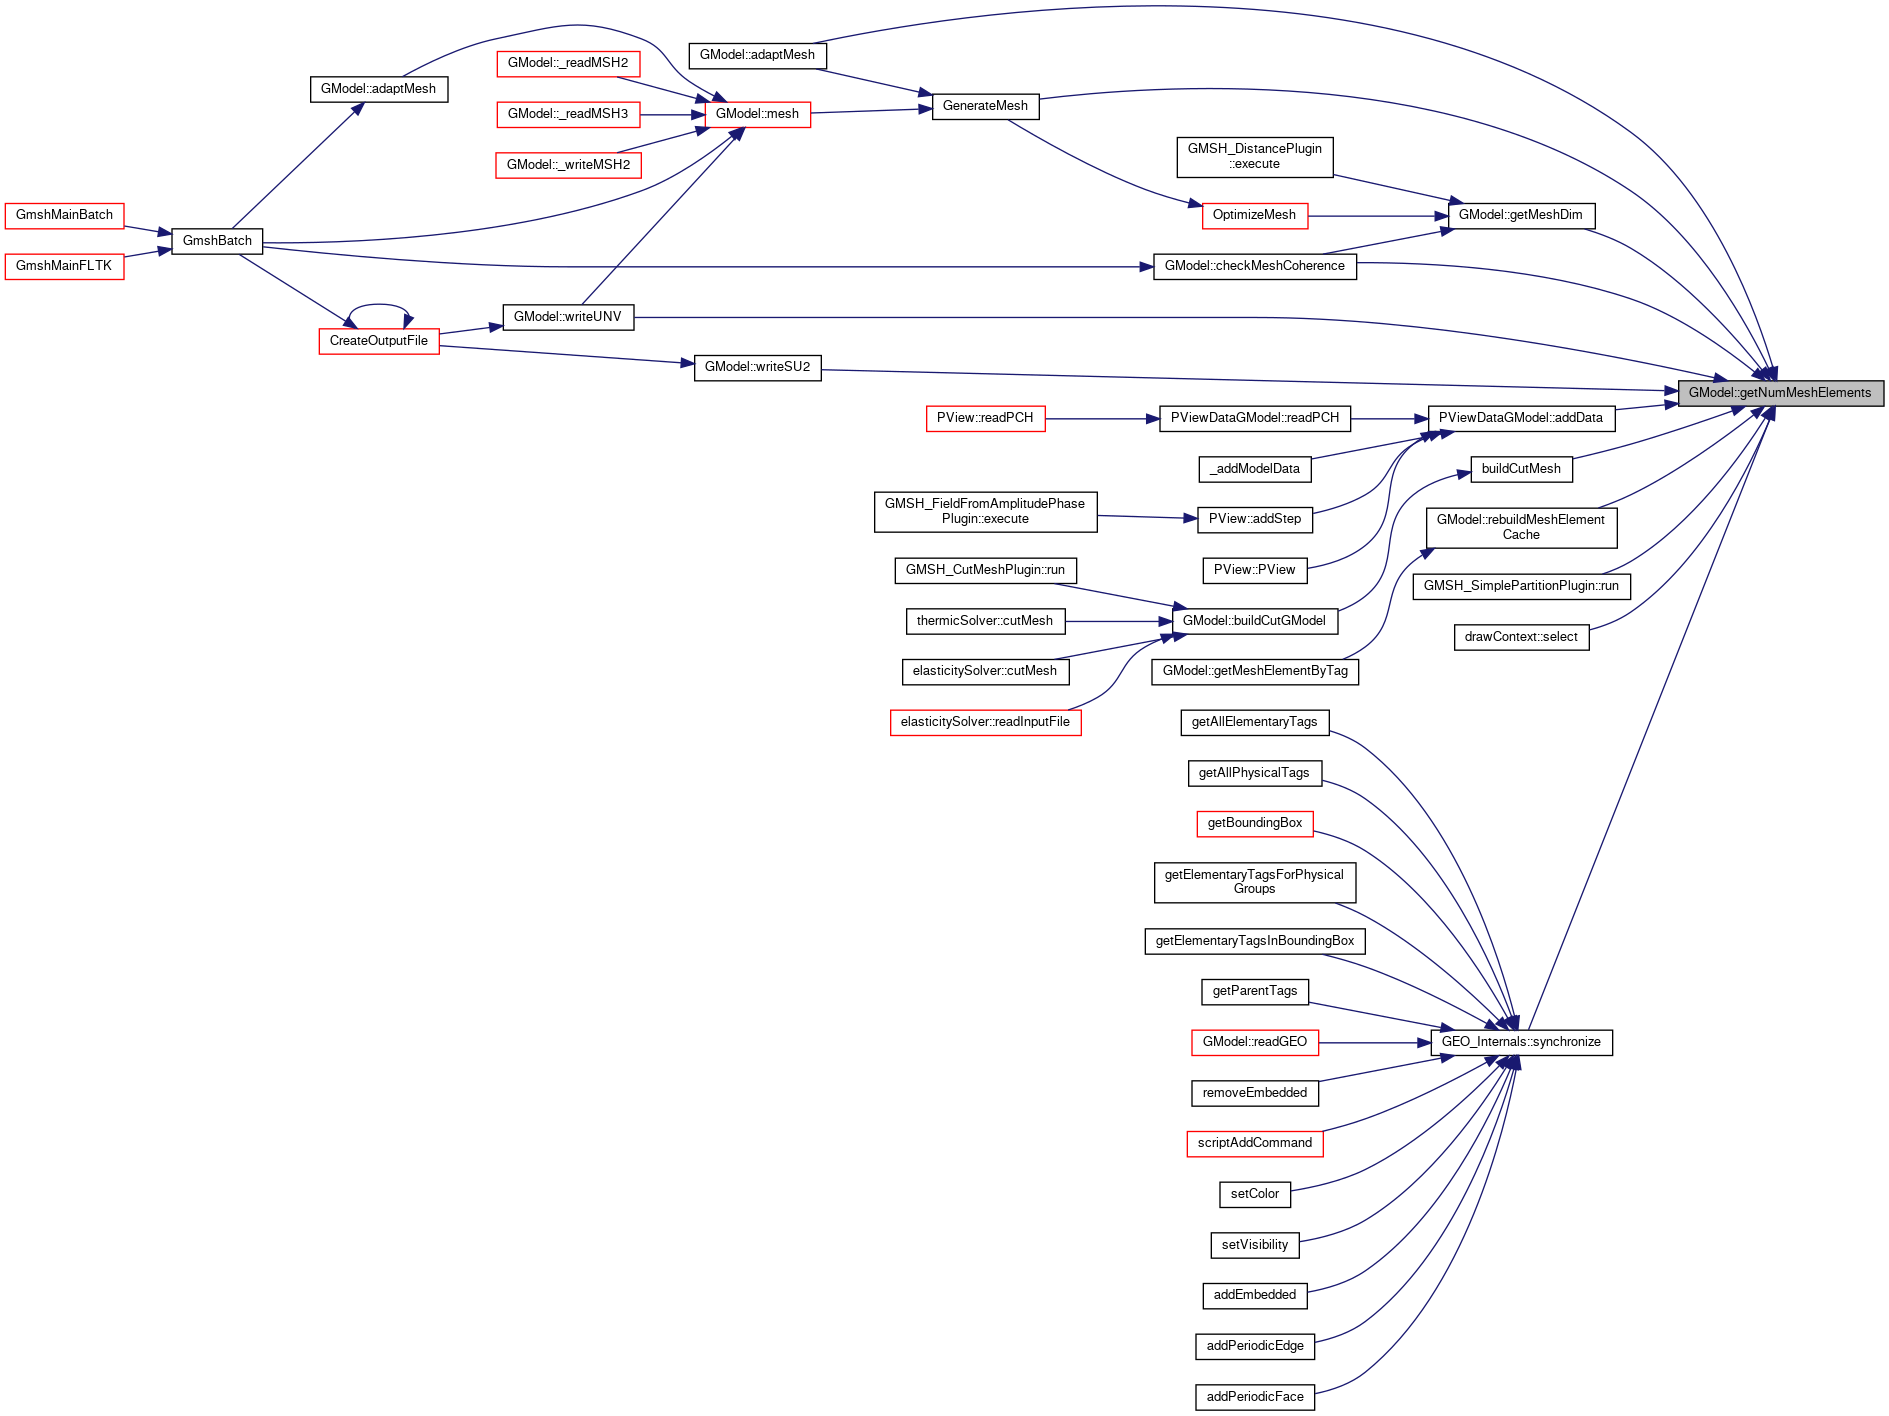 GModel::adaptMesh
GModel::_readMSH2
GModel::adaptMesh
GenerateMesh
GModel::_readMSH3
GModel::mesh
GModel::_writeMSH2
GMSH_DistancePlugin
::execute
GmshMainBatch
OptimizeMesh
GModel::getMeshDim
GmshBatch
GmshMainFLTK
GModel::checkMeshCoherence
GModel::writeUNV
CreateOutputFile
GModel::writeSU2
GModel::getNumMeshElements
PView::readPCH
PViewDataGModel::readPCH
PViewDataGModel::addData
_addModelData
buildCutMesh
GMSH_FieldFromAmplitudePhase
Plugin::execute
PView::addStep
GModel::rebuildMeshElement
Cache
GMSH_CutMeshPlugin::run
PView::PView
GMSH_SimplePartitionPlugin::run
thermicSolver::cutMesh
GModel::buildCutGModel
drawContext::select
elasticitySolver::cutMesh
GModel::getMeshElementByTag
elasticitySolver::readInputFile
getAllElementaryTags
getAllPhysicalTags
getBoundingBox
getElementaryTagsForPhysical
Groups
getElementaryTagsInBoundingBox
getParentTags
GModel::readGEO
GEO_Internals::synchronize
removeEmbedded
scriptAddCommand
setColor
setVisibility
addEmbedded
addPeriodicEdge
addPeriodicFace